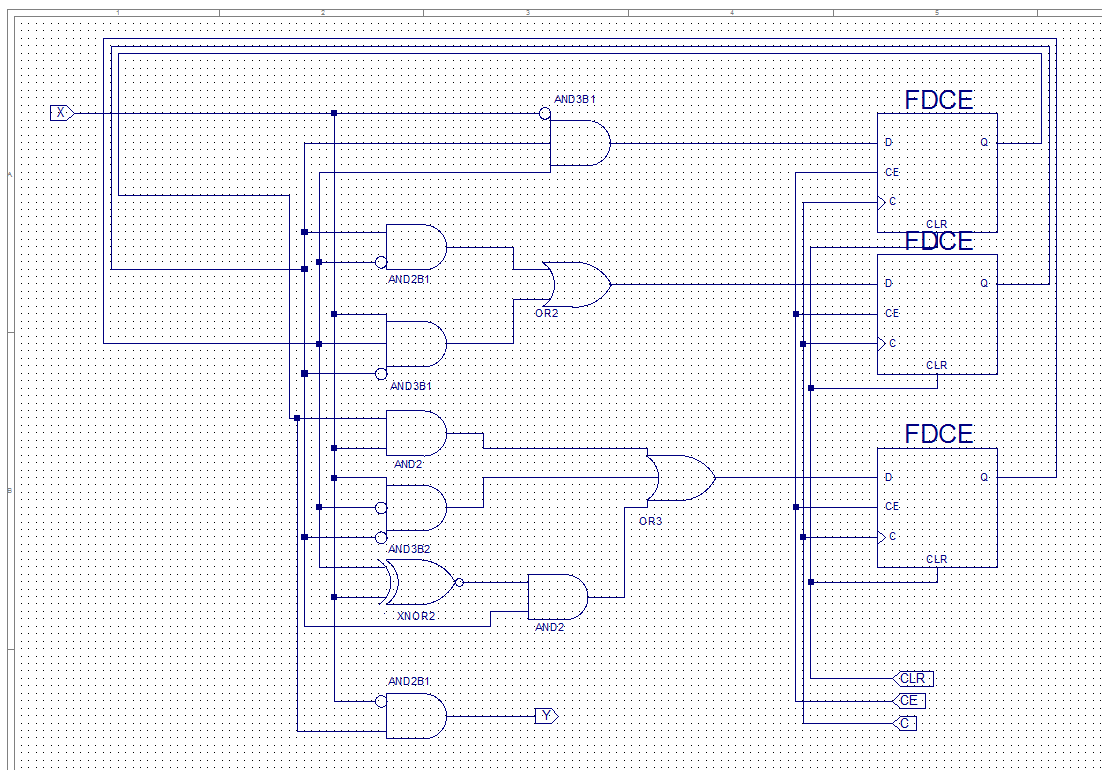 1 2 3 4 5
FDCE
AND3B1
X
D Q
A
CE
C
CLR
FDCE
AND2B1
D Q
OR2
CE
C
CLR
AND3B1
FDCE
AND2
D Q
B
CE
OR3
C
AND3B2
CLR
XNOR2
AND2
CLR
AND2B1
CE
Y
C